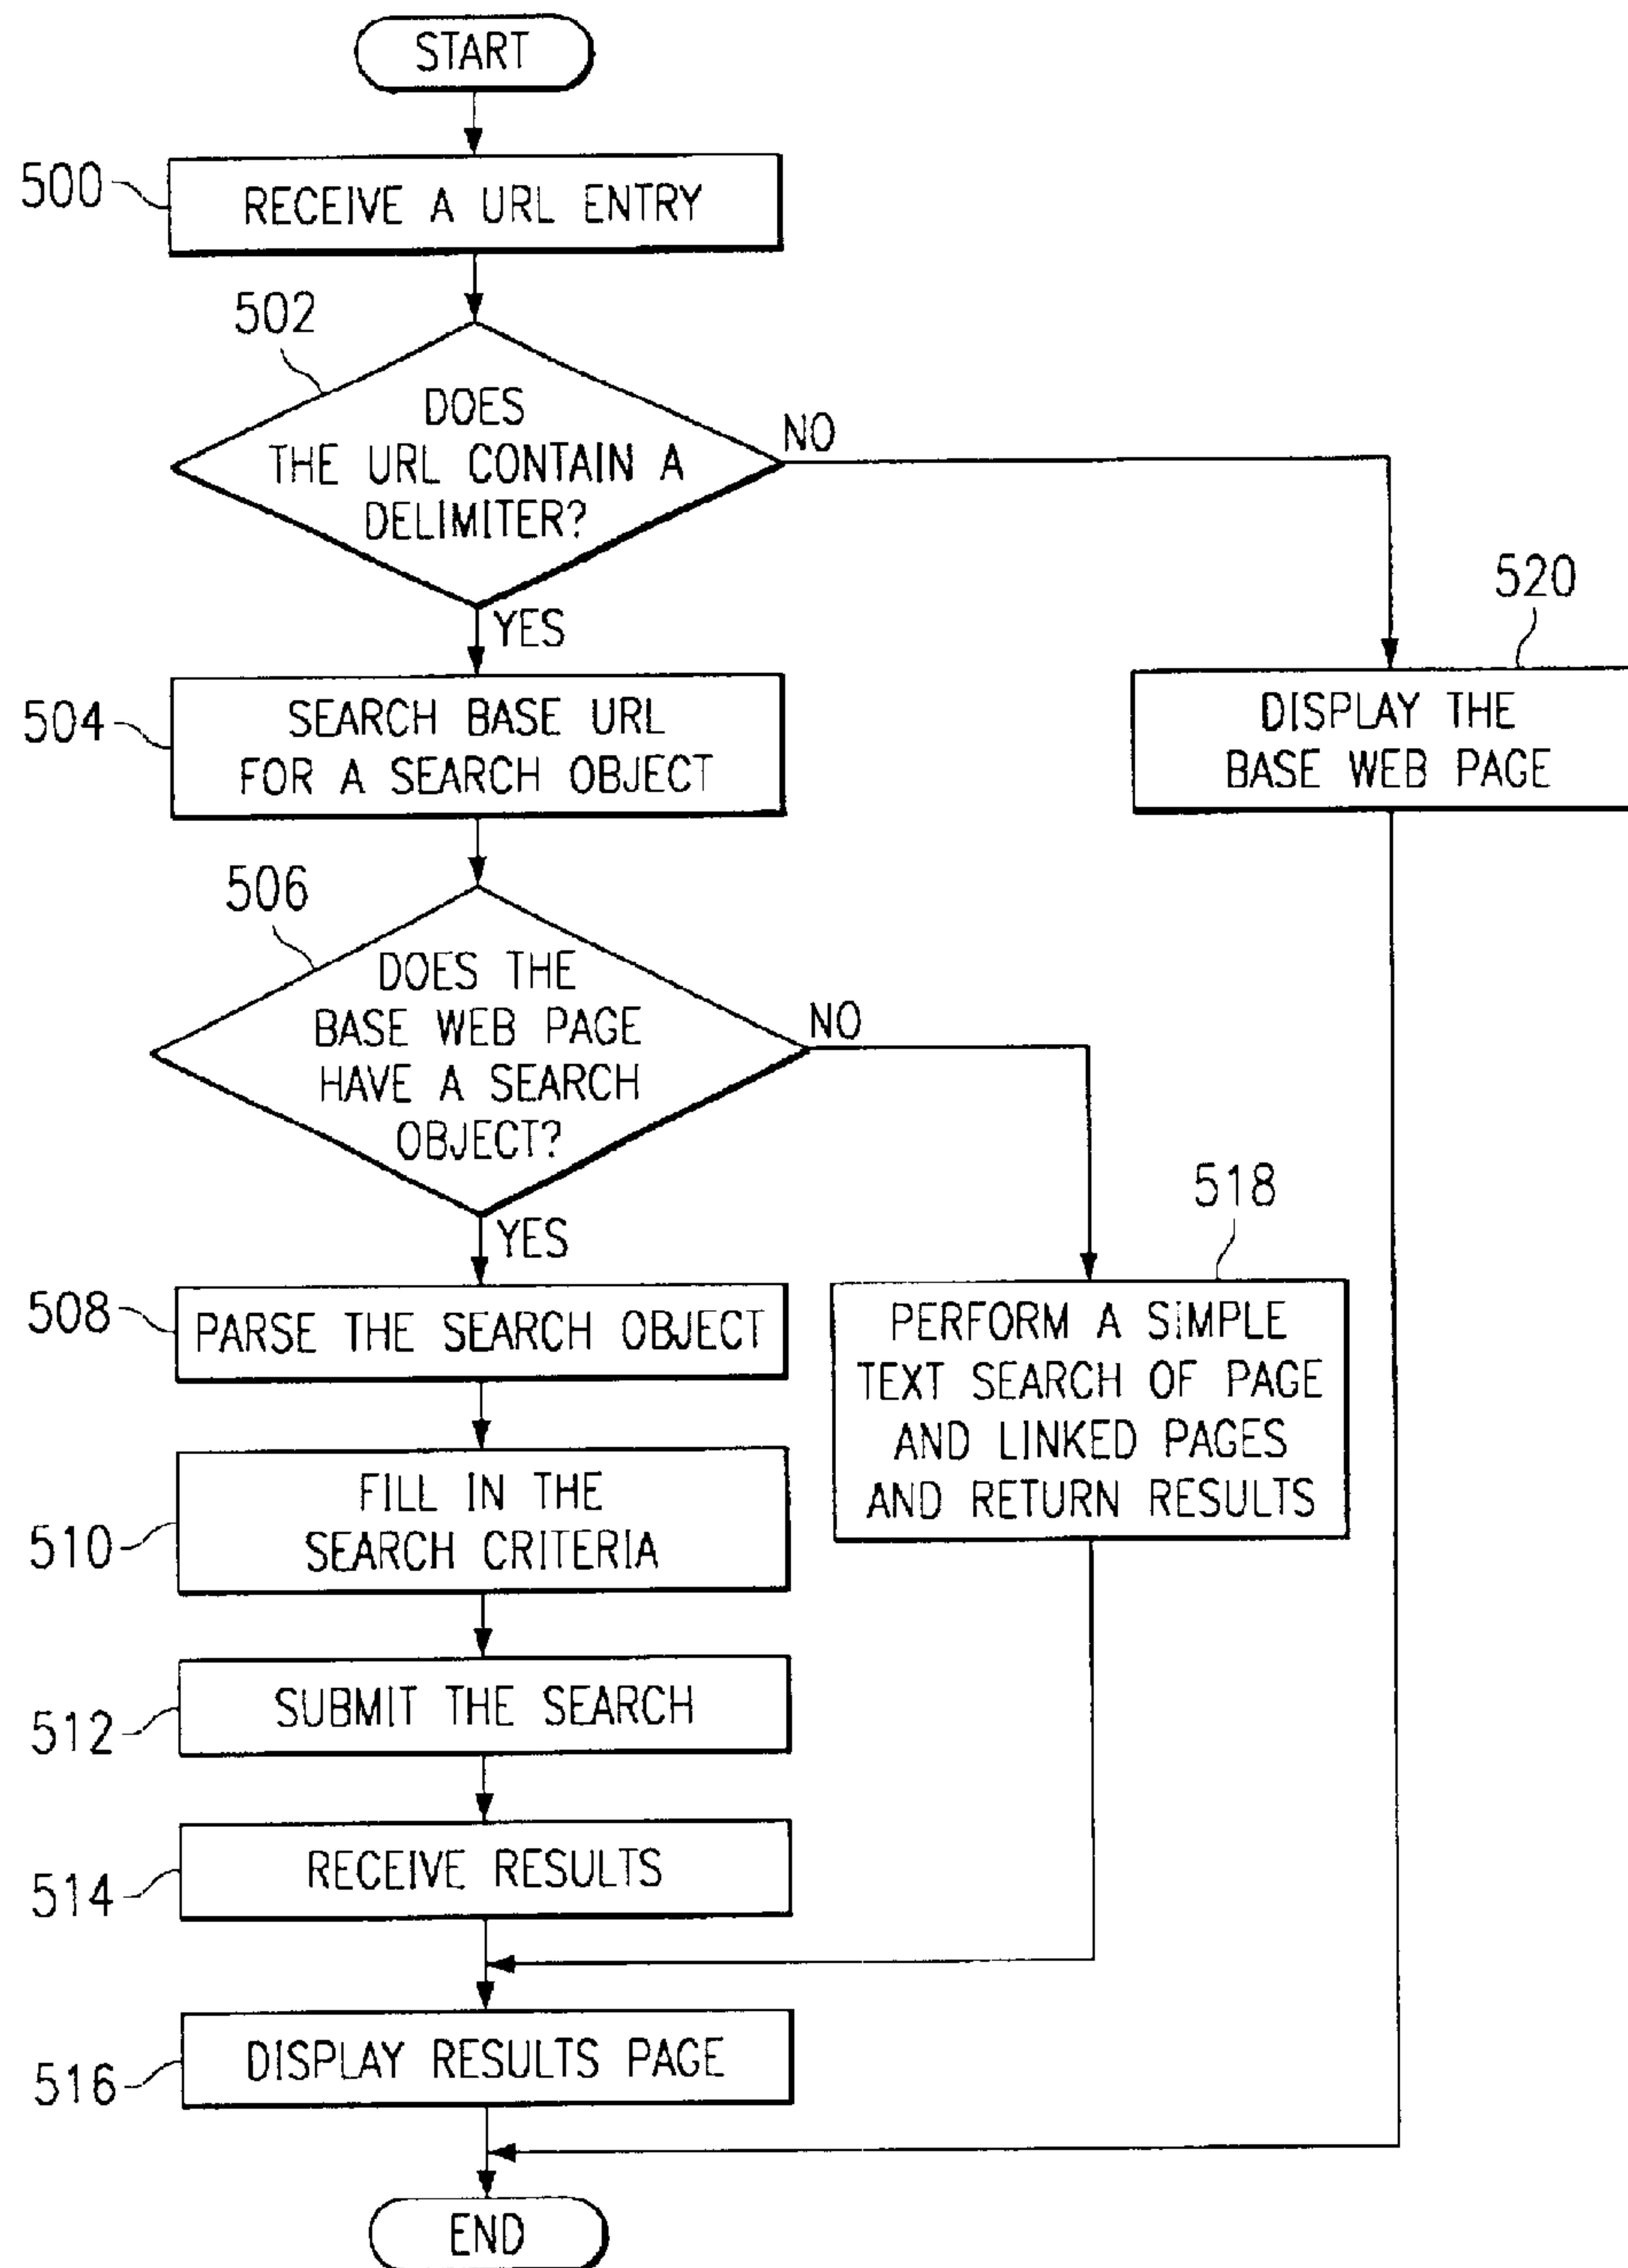 START
500
RECEIVE A URL ENTRY
502
DOES
THE URL CONTAIN A
DELIMITER?
NO
YES
520
DISPLAY THE
BASE WEB PAGE
504
SEARCH BASE URL
FOR A SEARCH OBJECT
506
DOES THE
BASE WEB PAGE
HAVE A SEARCH
OBJECT?
NO
YES
518
PERFORM A SIMPLE
TEXT SEARCH OF PAGE
AND LINKED PAGES
AND RETURN RESULTS
508
PARSE THE SEARCH OBJECT
510
FILL IN THE
SEARCH CRITERIA
512
SUBMIT THE SEARCH
514
RECEIVE RESULTS
516
DISPLAY RESULTS PAGE
END